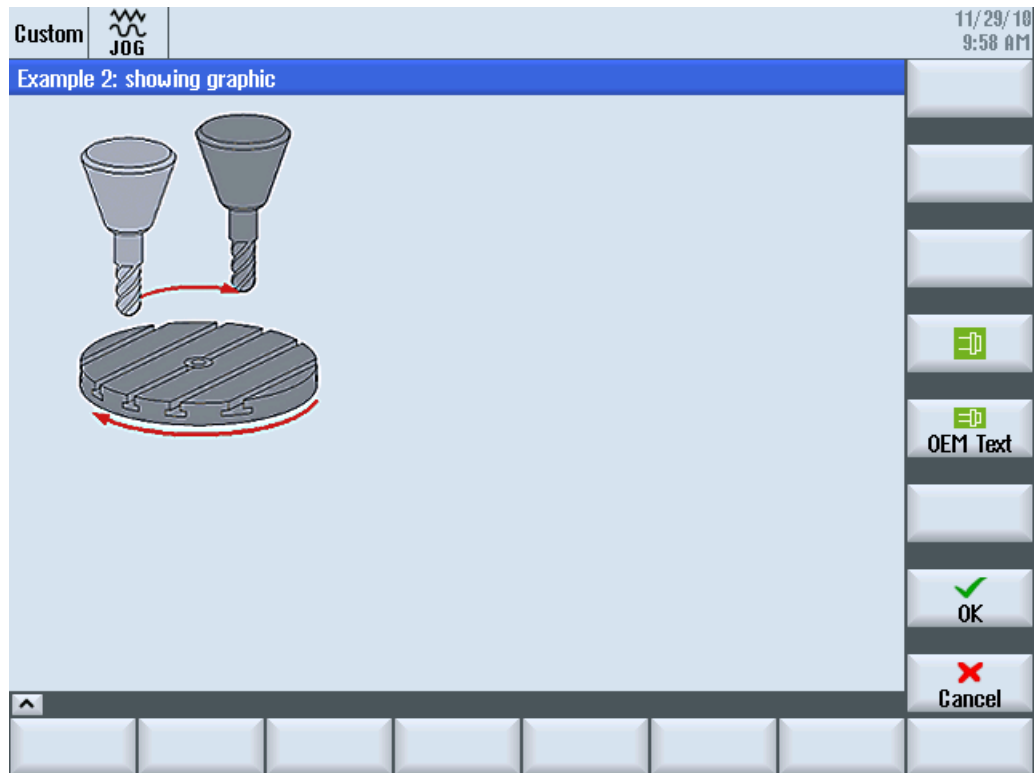 Custom
JOG
11/29/10
9:58 AM
Example 2: showing graphic
OEM Text
OK
Cancel